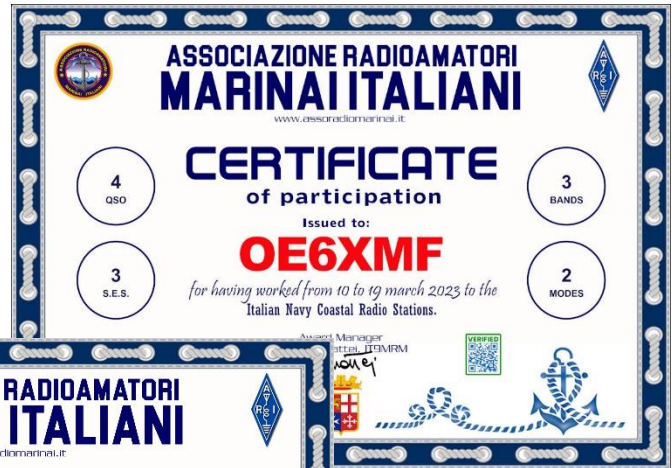 ASSOCIAZIONE RADIOAMATORI
MARINAI ITALIANI
www.assoradiomarinai.it
CERTIFICATE
of participation
Issued to:
OE6XMF
for having worked from 10 to 19 march 2023 to the
Italian Navy Coastal Radio Stations.
4
QSO
3
S.E.S.
3
BANDS
2
MODES
Award Manager
IT9MRM
VERIFIED
RADIOAMATORI
ITALIANI
diomarinai.it